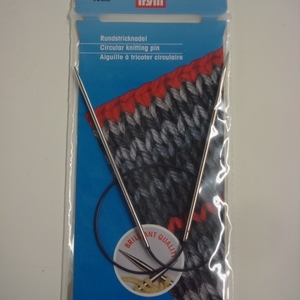 PRYM
Rundstricknadel
Circular knitting pin
Aiguille à tricoter circulaire
BRILLIANT QUALITY